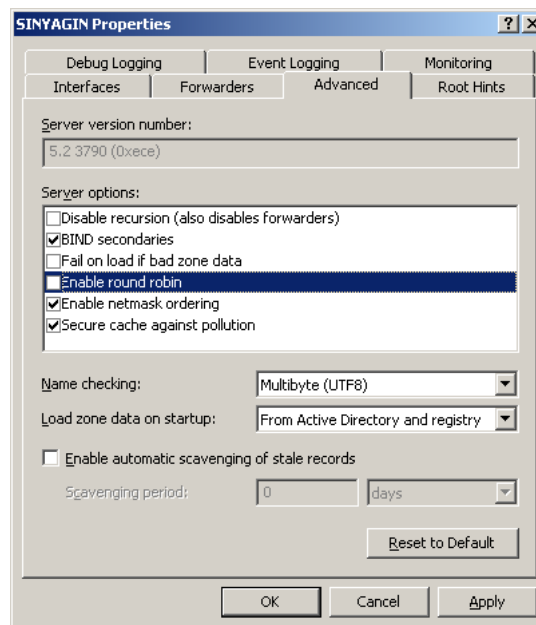 SINYAGIN Properties
Debug Logging Event Logging Monitoring
Interfaces Forwarders Advanced Root Hints
Server version number:
5.2 3790 (0xece)
Server options:
Disable recursion (also disables forwarders)
BIND secondaries
Fail on load if bad zone data
Enable round robin
Enable netmask ordering
Secure cache against pollution
Name checking: Multibyte (UTF8)
Load zone data on startup: From Active Directory and registry
Enable automatic scavenging of stale records
Scavenging period: 0 days
Reset to Default
OK Cancel Apply